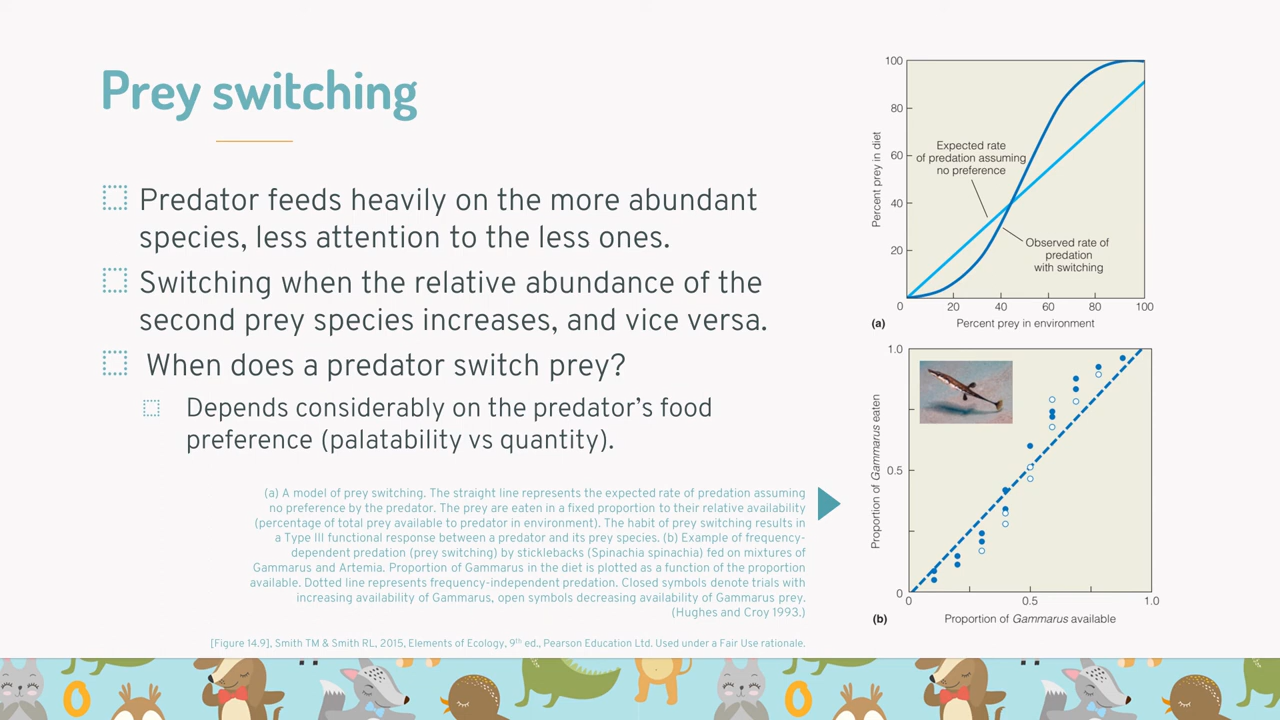 Prey switching
Predator feeds heavily on the more abundant
species, less attention to the less ones.
Switching when the relative abundance of the
second prey species increases, and vice versa.
When does a predator switch prey?
Depends considerably on the predator's food
preference (palatability vs quantity).
(a) A model of prey switching. The straight line represents the expected rate of predation assuming
no preference by the predator. The prey are eaten in a fixed proportion to their relative availability
(percentage of total prey available to predator in environment). The habit of prey switching results in
a Type III functional response between a predator and its prey species. (b) Example of frequency-
dependent predation (prey switching) by sticklebacks (Spinachia spinachia) fed on mixtures of
Gammarus and Artemia. Proportion of Gammarus in the diet is plotted as a function of the proportion
available. Dotted line represents frequency-independent predation. Closed symbols denote trials with
increasing availability of Gammarus, open symbols decreasing availability of Gammarus prey.
(Hughes and Croy 1993.)
[Figure 14.9], Smith TM & Smith RL, 2015, Elements of Ecology, 9th ed., Pearson Education Ltd. Used under a Fair Use rationale.
100
80
60
40
20
0
Percent prey in diet
Expected rate
of predation assuming
no preference
Observed rate of
predation
with switching
20 40 60 80 100
(a) Percent prey in environment
1.0
0.5
0
Proportion of Gammarus eaten
0 0.5 1.0
(b) Proportion of Gammarus available